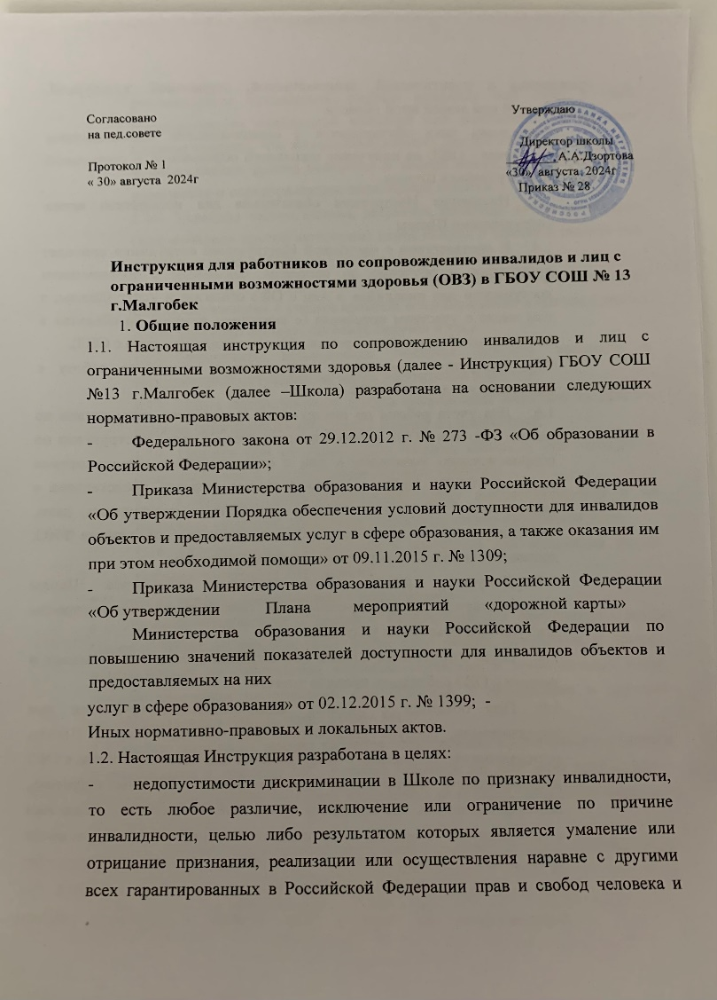 Согласовано
на пед.совете
Протокол № 1
« 30» августа 2024г
Утверждаю
Директор школы
А.А.Дзортова
«30» августа 2024г
Приказ № 28
Инструкция для работников по сопровождению инвалидов и лиц с
ограниченными возможностями здоровья (ОВЗ) в ГБОУ СОШ № 13
г.Малгобек
1. Общие положения
1.1. Настоящая инструкция по сопровождению инвалидов и лиц с
ограниченными возможностями здоровья (далее - Инструкция) ГБОУ СОШ
№13 г.Малгобек (далее –Школа) разработана на основании следующих
нормативно-правовых актов:
- Федерального закона от 29.12.2012 г. № 273 -ФЗ «Об образовании в
Российской Федерации»;
- Приказа Министерства образования и науки Российской Федерации
«Об утверждении Порядка обеспечения условий доступности для инвалидов
объектов и предоставляемых услуг в сфере образования, а также оказания им
при этом необходимой помощи» от 09.11.2015 г. № 1309;
- Приказа Министерства образования и науки Российской Федерации
«Об утверждении Плана мероприятий «дорожной карты»
Министерства образования и науки Российской Федерации по
повышению значений показателей доступности для инвалидов объектов и
предоставляемых на них
услуг в сфере образования» от 02.12.2015 г. № 1399; -
Иных нормативно-правовых и локальных актов.
1.2. Настоящая Инструкция разработана в целях:
- недопустимости дискриминации в Школе по признаку инвалидности,
то есть любое различие, исключение или ограничение по причине
инвалидности, целью либо результатом которых является умаление или
отрицание признания, реализации или осуществления наравне с другими
всех гарантированных в Российской Федерации прав и свобод человека и